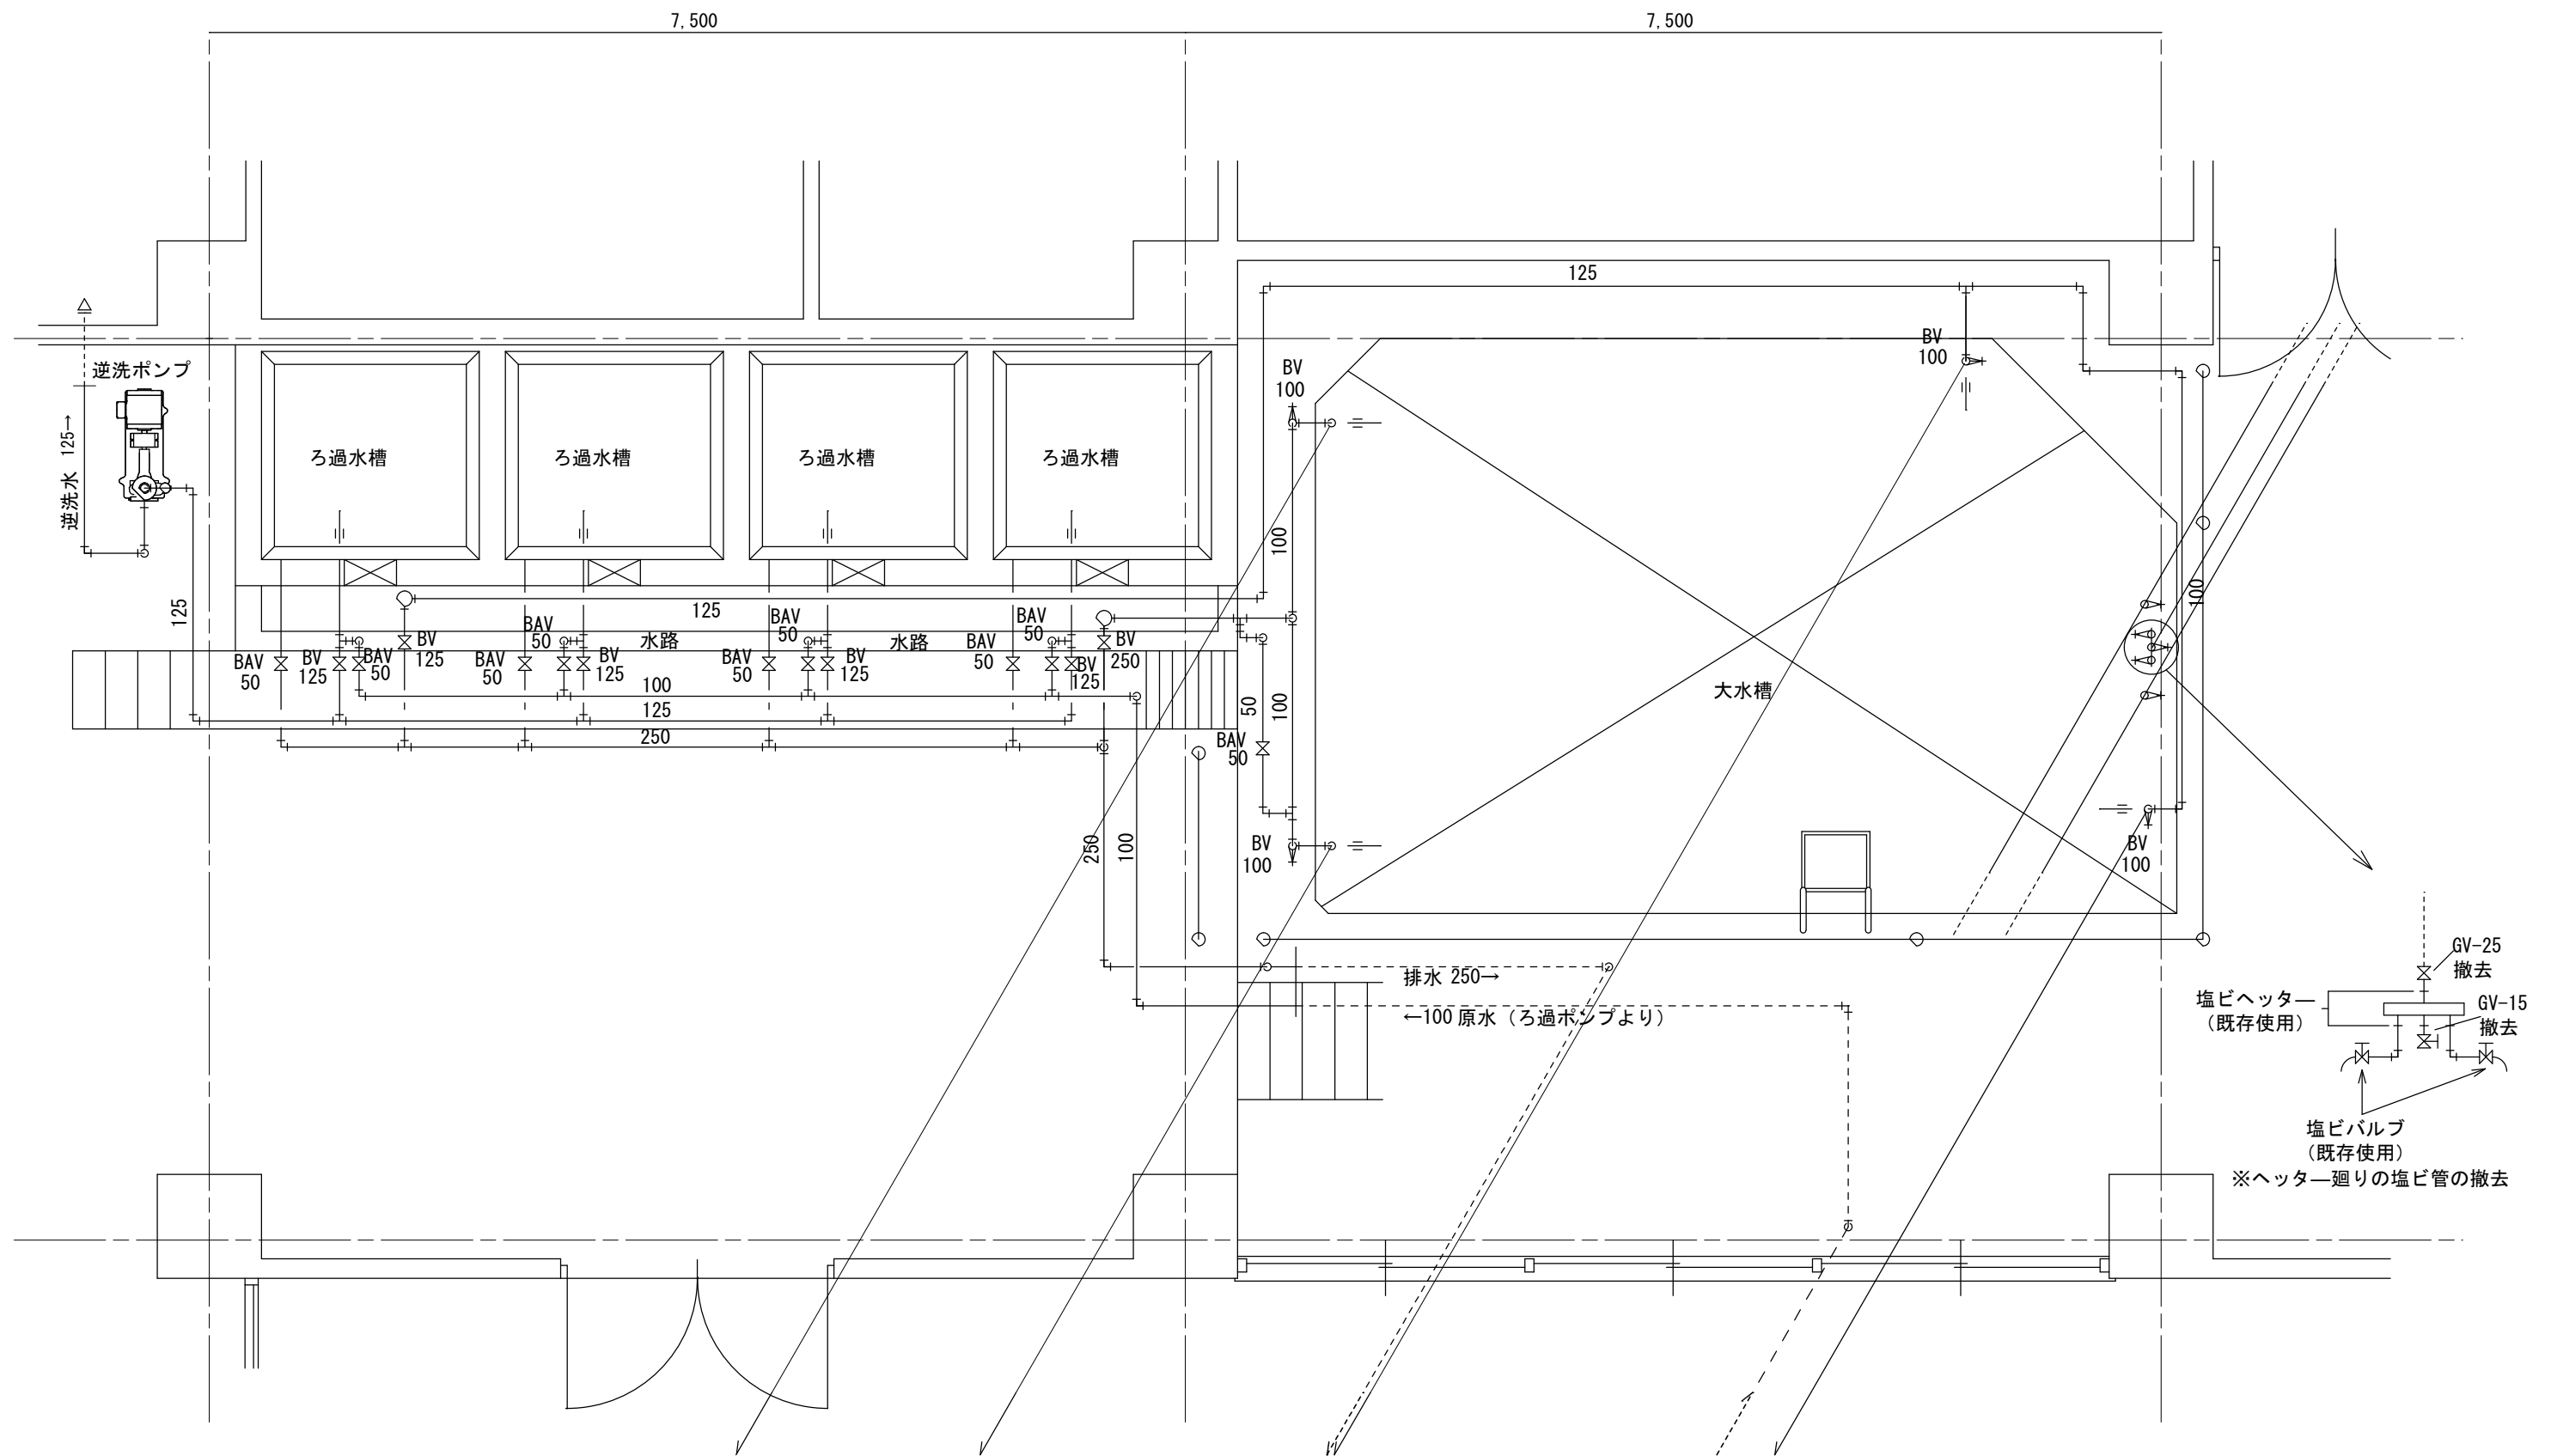 7,500
7,500
125
BV
100
BV
100
逆洗ポンプ
逆洗水 125→
ろ過水槽
ろ過水槽
ろ過水槽
ろ過水槽
100
125
125
100
BAV
50
BV
125
BAV
50
BV
125
BAV
50
BAV
50
BV
125
水路
BAV
50
BAV
50
BV
125
水路
BAV
50
BAV
50
BV
125
BV
250
100
125
250
50
100
BAV
50
大水槽
250
100
BV
100
BV
100
排水 250→
←100 原水（ろ過ポンプより）
GV-25
撤去
塩ビヘッター
（既存使用）
GV-15
撤去
塩ビバルブ
（既存使用）
※ヘッター廻りの塩ビ管の撤去